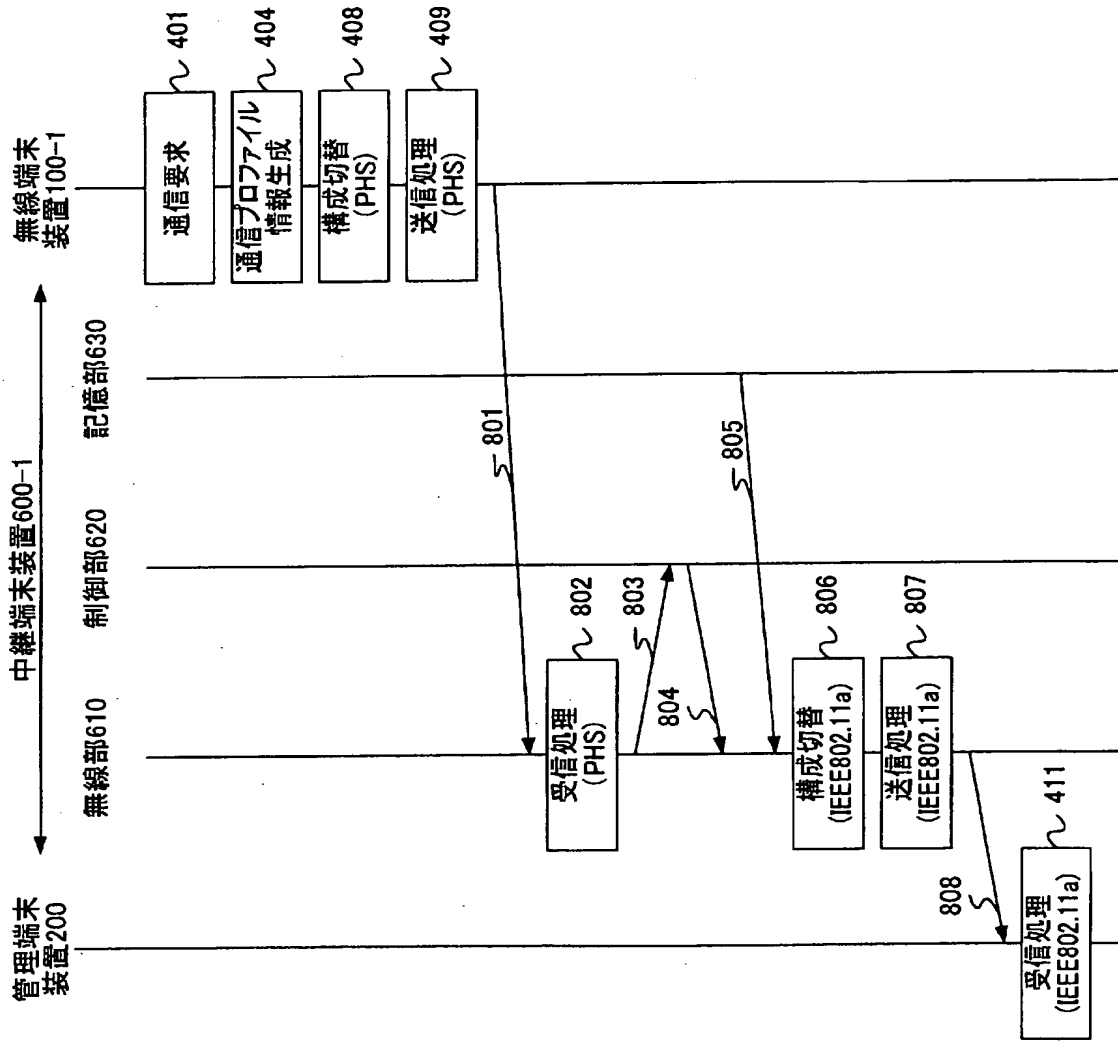 管理端末
装置200
中継端末装置600-1
無線部610
制御部620
記憶部630
無線端末
装置100-1
通信要求
401
通信プロファイル
情報生成
404
構成切替
(PHS)
408
送信処理
(PHS)
409
801
受信処理
(PHS)
802
803
804
805
構成切替
(IEEE802.11a)
806
送信処理
(IEEE802.11a)
807
808
受信処理
(IEEE802.11a)
411